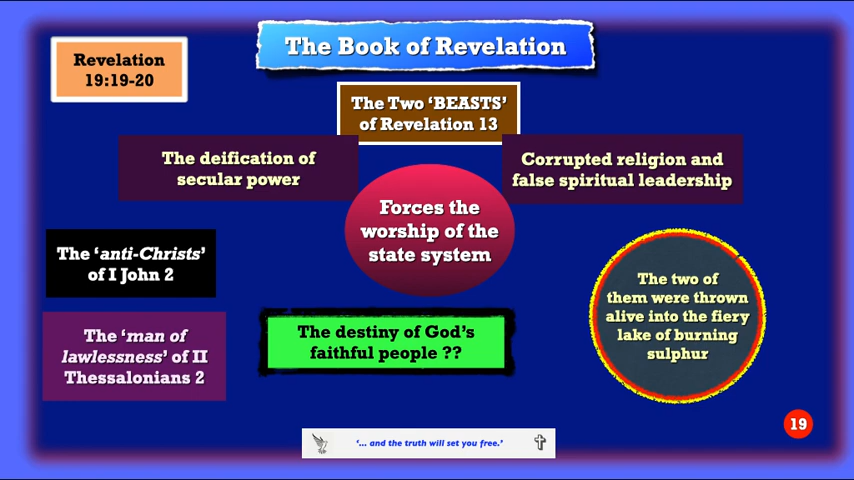 The Book of Revelation
Revelation
19:19-20
The Two ‘BEASTS’
of Revelation 13
The deification of
secular power
Corrupted religion and
false spiritual leadership
Forces the
worship of the
state system
The ‘anti-Christs’
of I John 2
The two of
them were thrown
alive into the fiery
lake of burning
sulphur
The ‘man of
lawlessness’ of II
Thessalonians 2
The destiny of God’s
faithful people ??
19
‘... and the truth will set you free.’